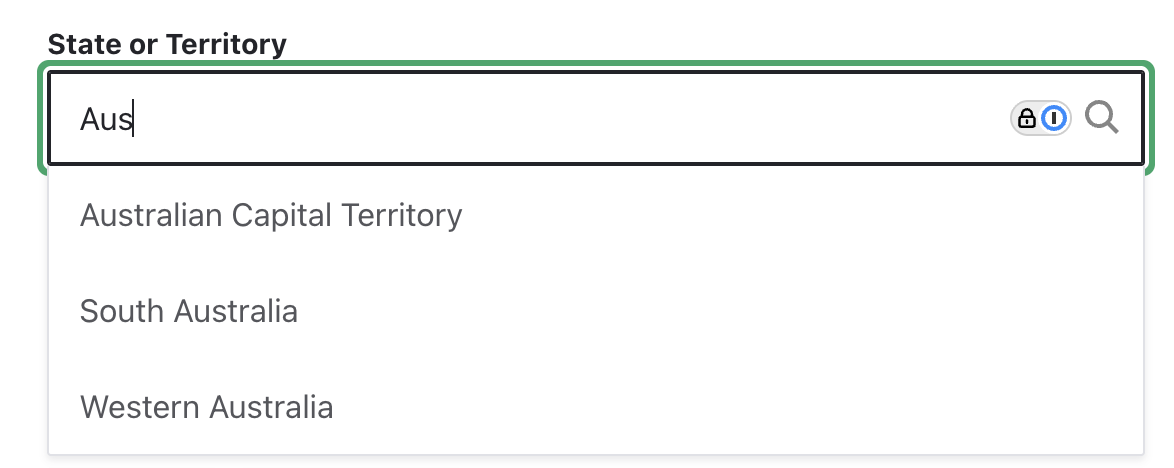 State or Territory
Aus
Australian Capital Territory
South Australia
Western Australia